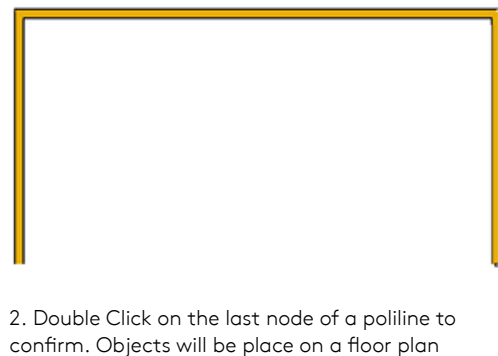 2. Double Click on the last node of a poliline to
confirm. Objects will be place on a floor plan